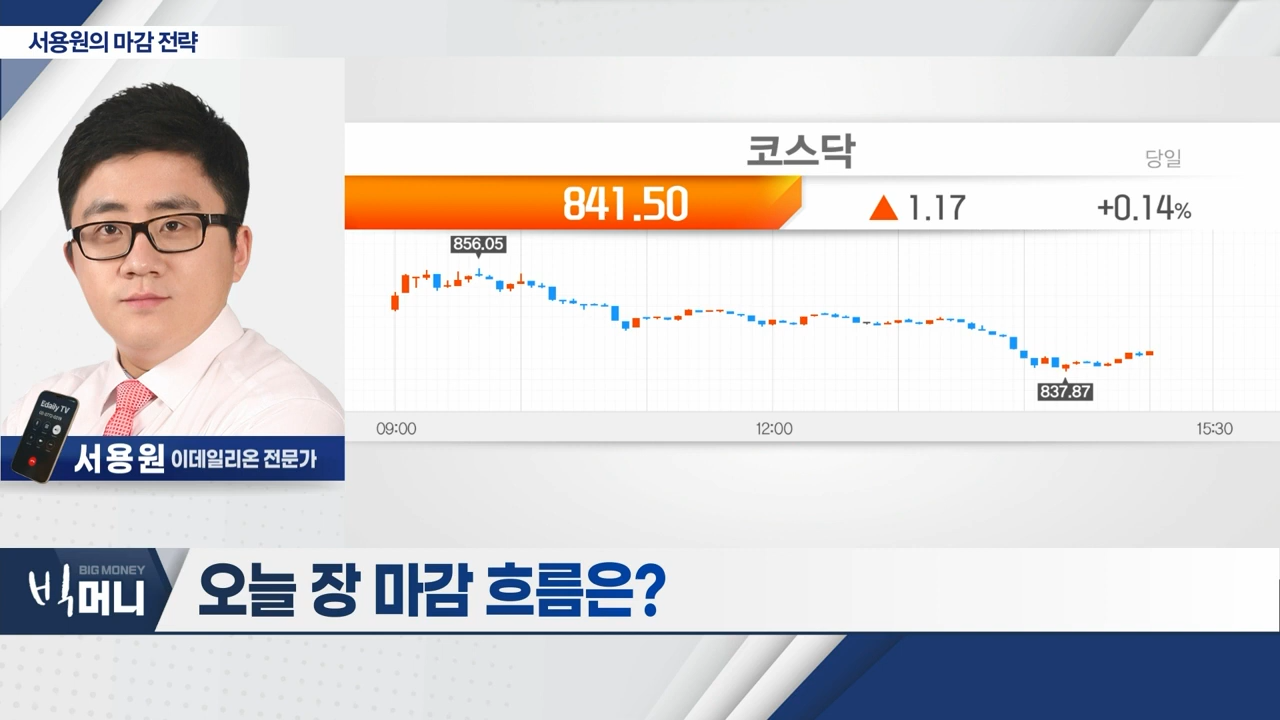 서용원의 마감 전략
코스닥
당일
841.50
▲ 1.17
+0.14%
856.05
837.87
09:00
12:00
15:30
Edaily TV
서용원 이데일리온 전문가
BIG MONEY
빅머니
오늘 장 마감 흐름은?